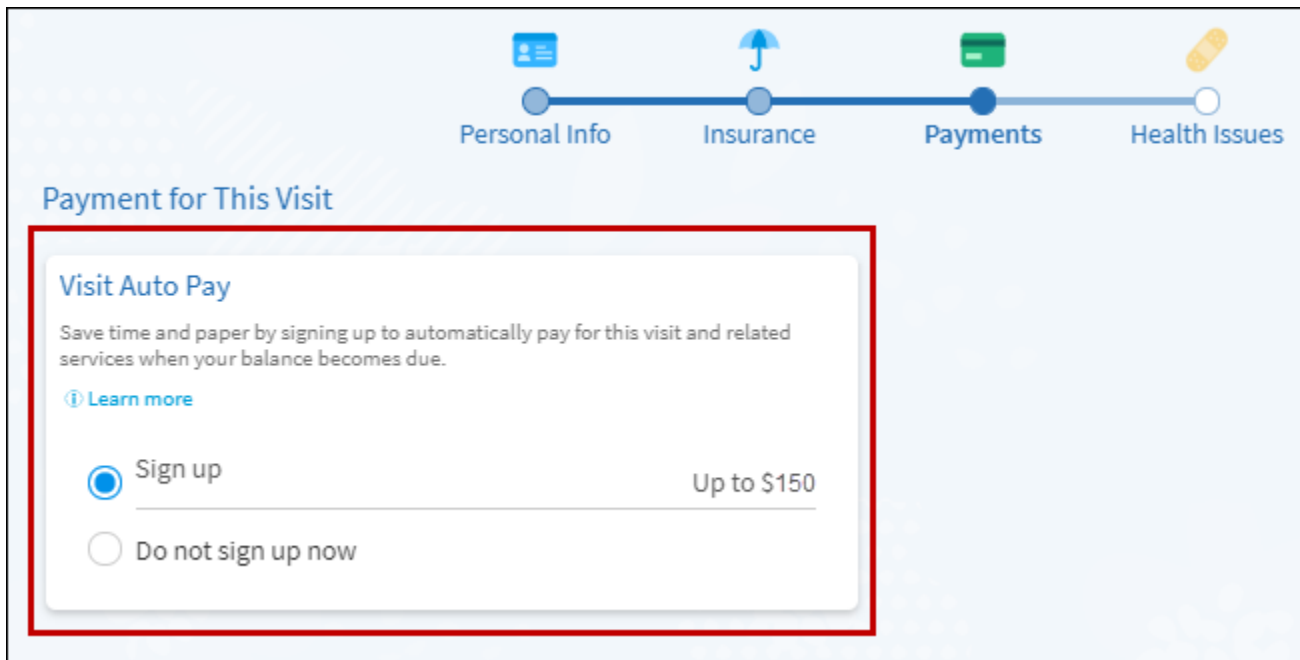 Personal Info
Insurance
Payments
Health Issues
Payment for This Visit
Visit Auto Pay
Save time and paper by signing up to automatically pay for this visit and related
services when your balance becomes due.
Learn more
Sign up
Up to $150
Do not sign up now